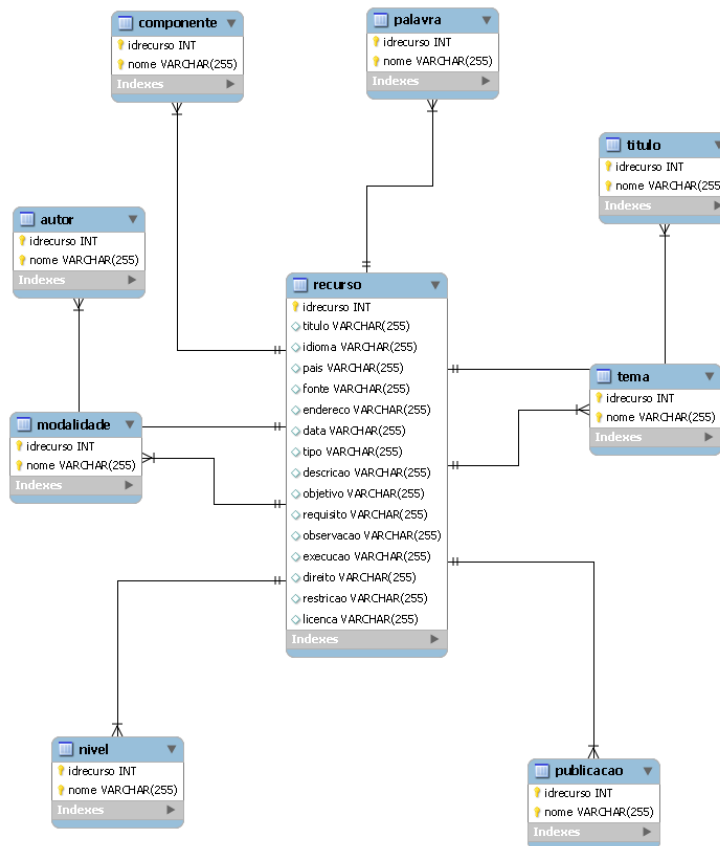 componente
idrecurso INT
nome VARCHAR(255)
Indexes
palavra
idrecurso INT
nome VARCHAR(255)
Indexes
titulo
idrecurso INT
nome VARCHAR(255
Indexes
autor
idrecurso INT
nome VARCHAR(255)
Indexes
recurso
idrecurso INT
titulo VARCHAR(255)
idioma VARCHAR(255)
pais VARCHAR(255)
fonte VARCHAR(255)
endereco VARCHAR(255)
data VARCHAR(255)
tipo VARCHAR(255)
descricao VARCHAR(255)
objetivo VARCHAR(255)
requisito VARCHAR(255)
observacao VARCHAR(255)
execucao VARCHAR(255)
direito VARCHAR(255)
restricao VARCHAR(255)
licenca VARCHAR(255)
Indexes
tema
idrecurso INT
nome VARCHAR(255)
Indexes
modalidade
idrecurso INT
nome VARCHAR(255)
Indexes
nivel
idrecurso INT
nome VARCHAR(255)
Indexes
publicacao
idrecurso INT
nome VARCHAR(255)
Indexes